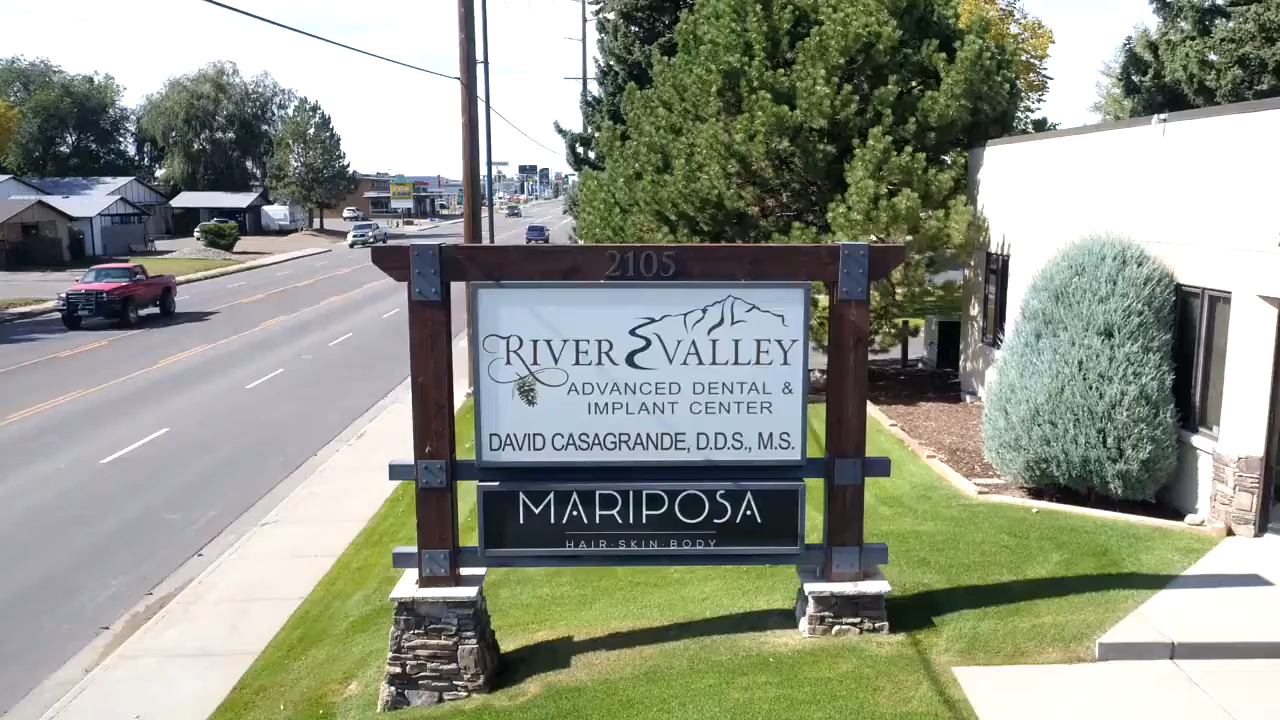 2105
RIVER VALLEY
ADVANCED DENTAL &
IMPLANT CENTER
DAVID CASAGRANDE, D.D.S., M.S.
MARIPOSA
HAIR·SKIN·BODY